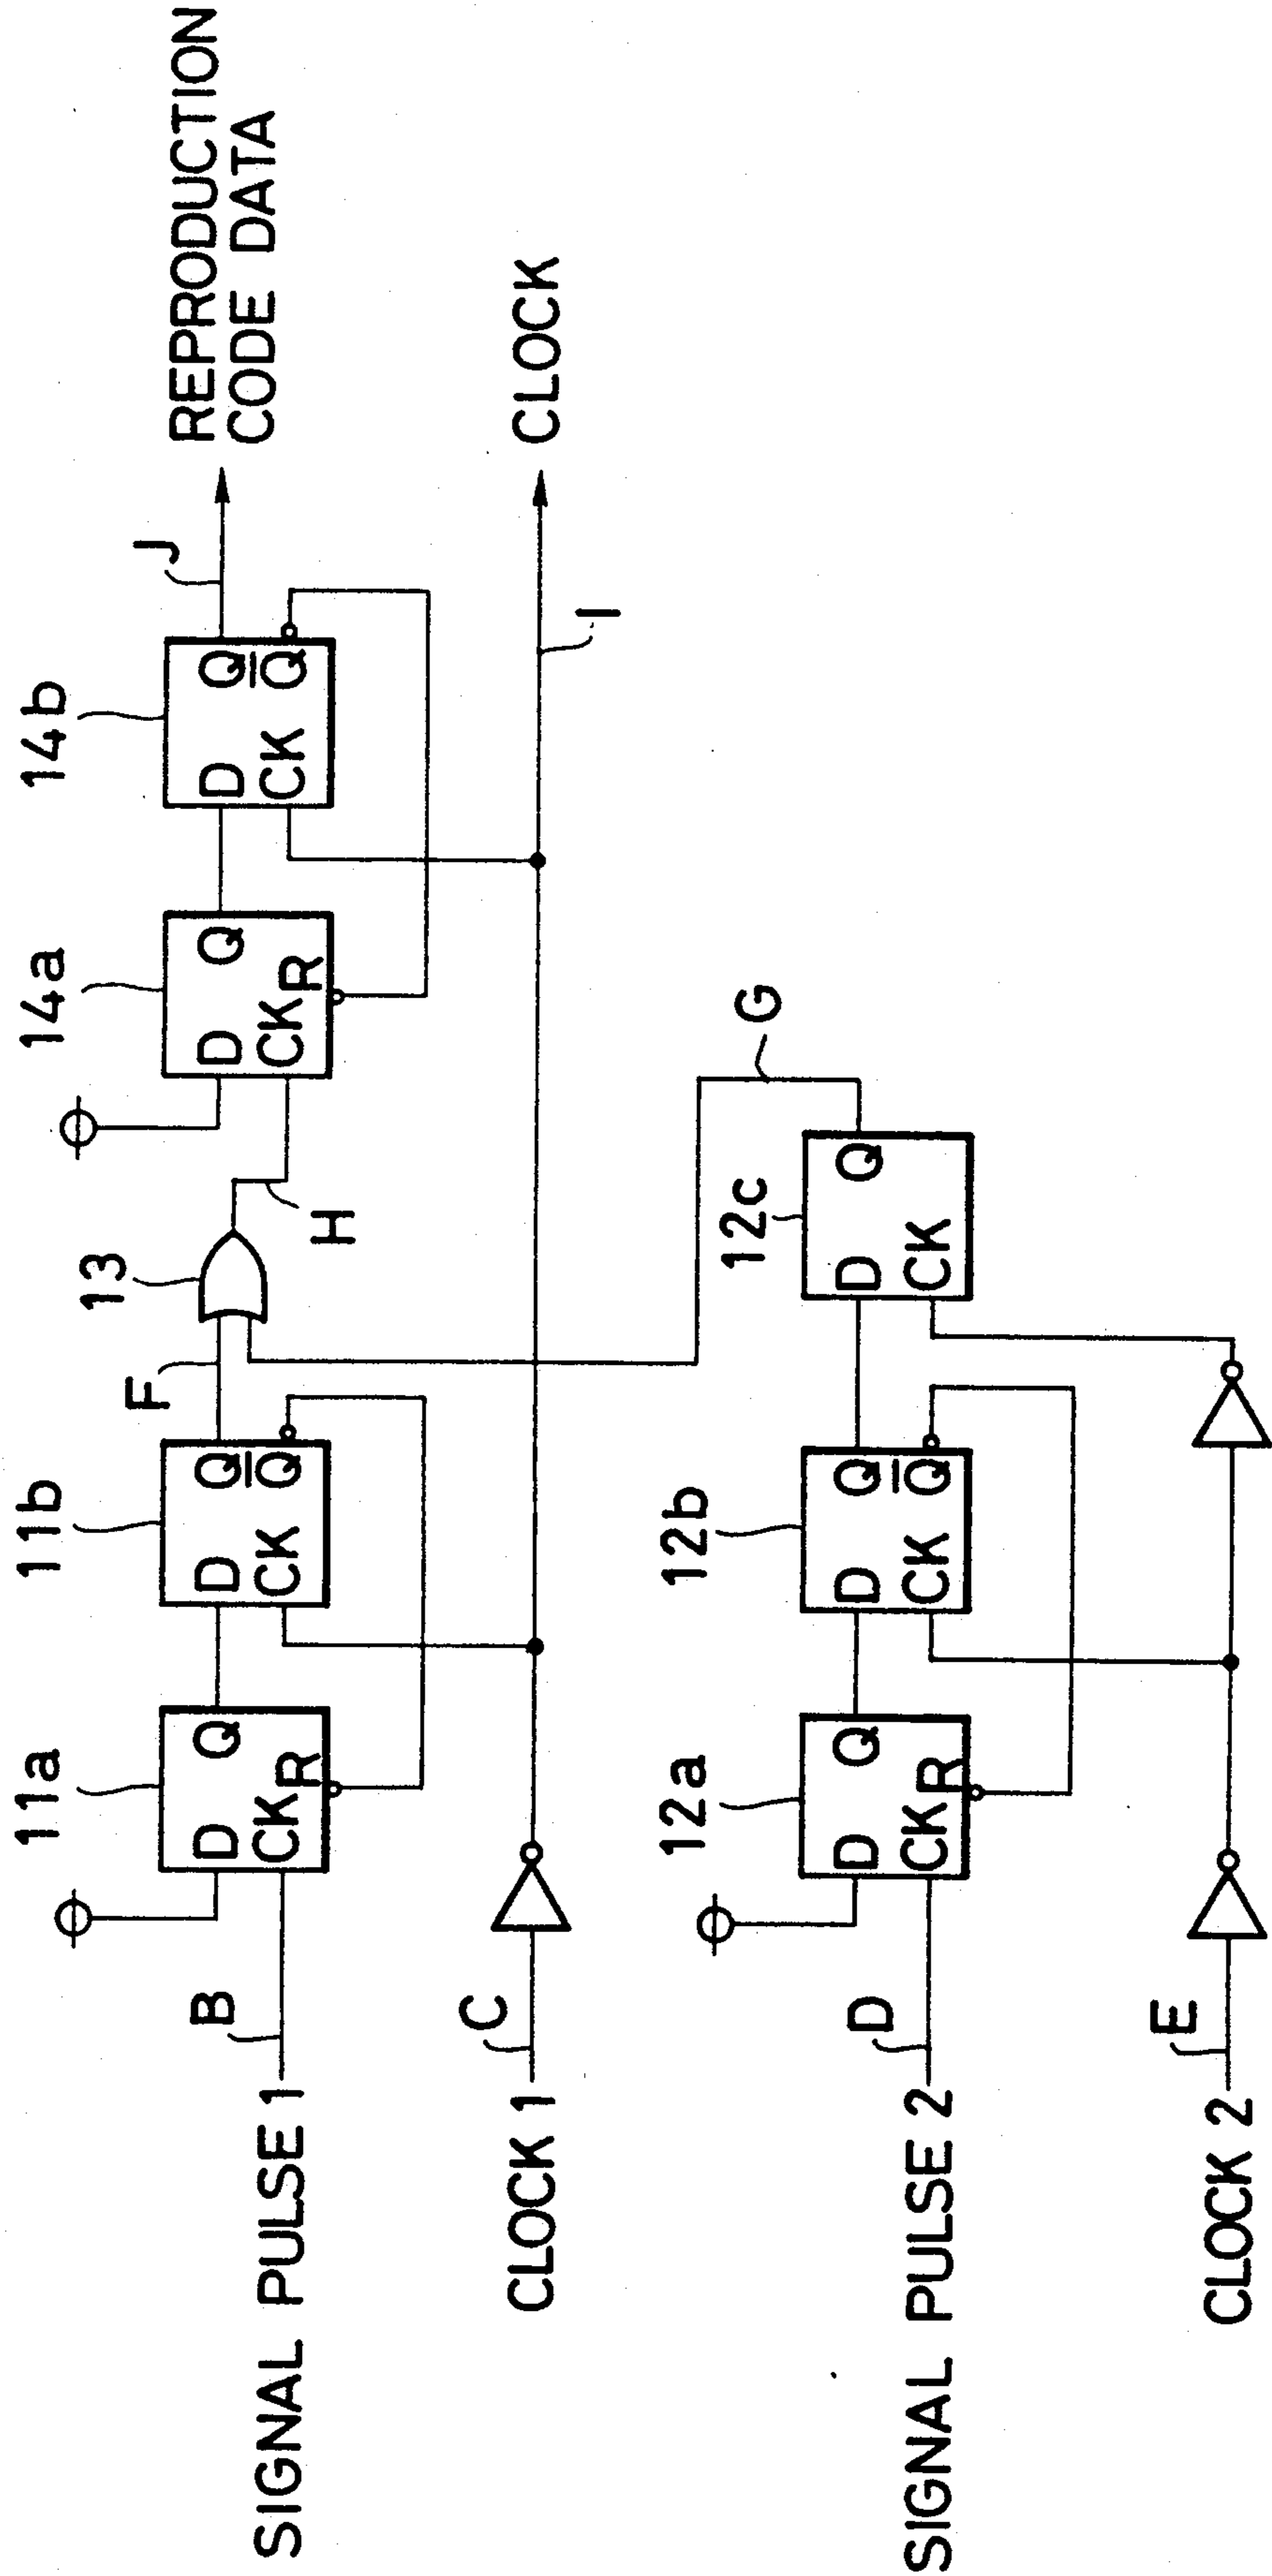 11a
11b
13
14a
14b
D
Q
CK
R
D
Q
CK
Q
F
H
D
Q
CK
R
D
Q
CK
Q
J
REPRODUCTION
CODE DATA
B
SIGNAL PULSE 1
C
CLOCK 1
I
CLOCK
G
12a
12b
12c
D
Q
CK
R
D
Q
CK
Q
D
Q
CK
D
SIGNAL PULSE 2
E
CLOCK 2